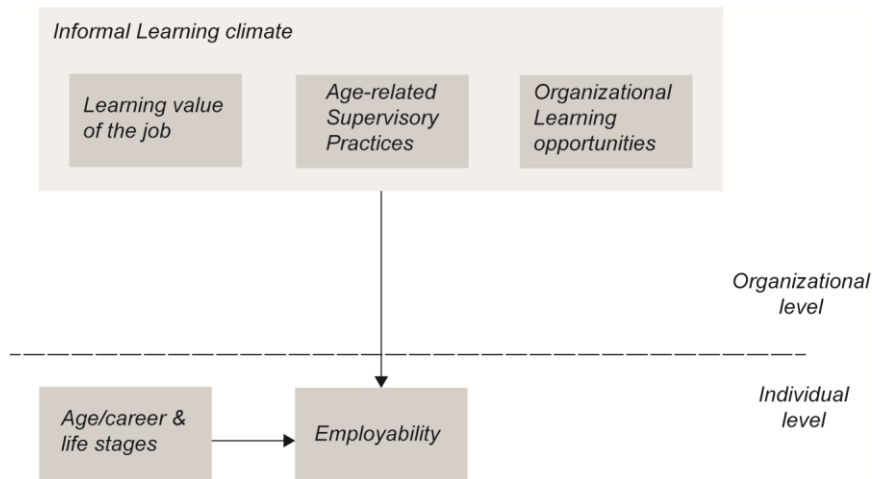 Informal Learning climate
Learning value
of the job
Age-related
Supervisory
Practices
Organizational
Learning
opportunities
Organizational
level
Individual
level
Age/career &
life stages
Employability